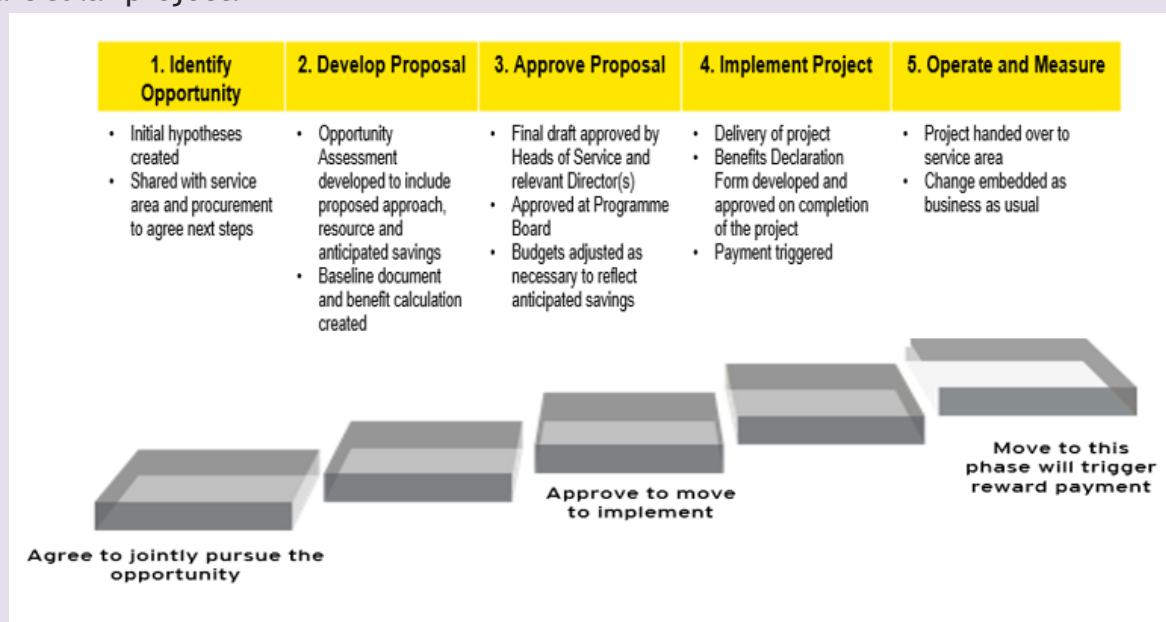 1. Identify
Opportunity
• Initial hypotheses
created
• Shared with service
area and procurement
to agree next steps
2. Develop Proposal
• Opportunity
Assessment
developed to include
proposed approach,
resource and
anticipated savings
• Baseline document
and benefit calculation
created
3. Approve Proposal
• Final draft approved by
Heads of Service and
relevant Director(s)
• Approved at Programme
Board
• Budgets adjusted as
necessary to reflect
anticipated savings
4. Implement Project
• Delivery of project
• Benefits Declaration
Form developed and
approved on completion
of the project
• Payment triggered
5. Operate and Measure
• Project handed over to
service area
• Change embedded as
business as usual
Agree to jointly pursue the
opportunity
Approve to move
to implement
Move to this
phase will trigger
reward payment